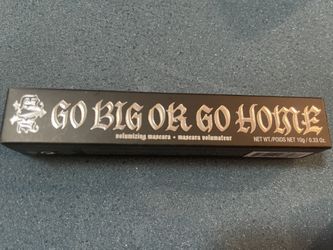 GO BIG OR GO HOME
volumizing mascara • mascara volumateur
NET WT./POIDS NET 10g / 0.33 Oz.